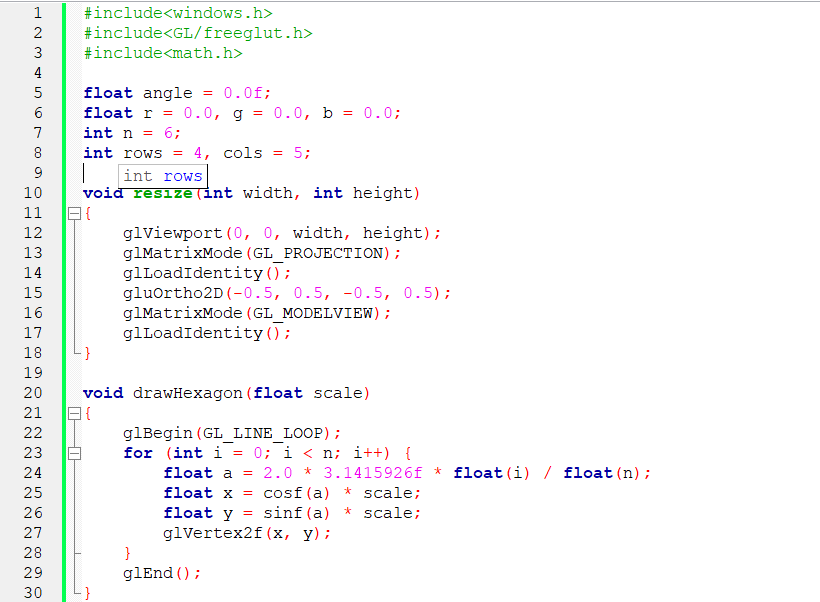 1 #include<windows.h>
2 #include<GL/freeglut.h>
3 #include<math.h>
4
5 float angle = 0.0f;
6 float r = 0.0, g = 0.0, b = 0.0;
7 int n = 6;
8 int rows = 4, cols = 5;
9 int rows
10 void resize(int width, int height)
11 {
12 glViewport(0, 0, width, height);
13 glMatrixMode(GL_PROJECTION);
14 glLoadIdentity();
15 gluOrtho2D(-0.5, 0.5, -0.5, 0.5);
16 glMatrixMode(GL_MODELVIEW);
17 glLoadIdentity();
18 }
19
20 void drawHexagon(float scale)
21 {
22 glBegin(GL_LINE_LOOP);
23 for (int i = 0; i < n; i++) {
24 float a = 2.0 * 3.1415926f * float(i) / float(n);
25 float x = cosf(a) * scale;
26 float y = sinf(a) * scale;
27 glVertex2f(x, y);
28 }
29 glEnd();
30 }